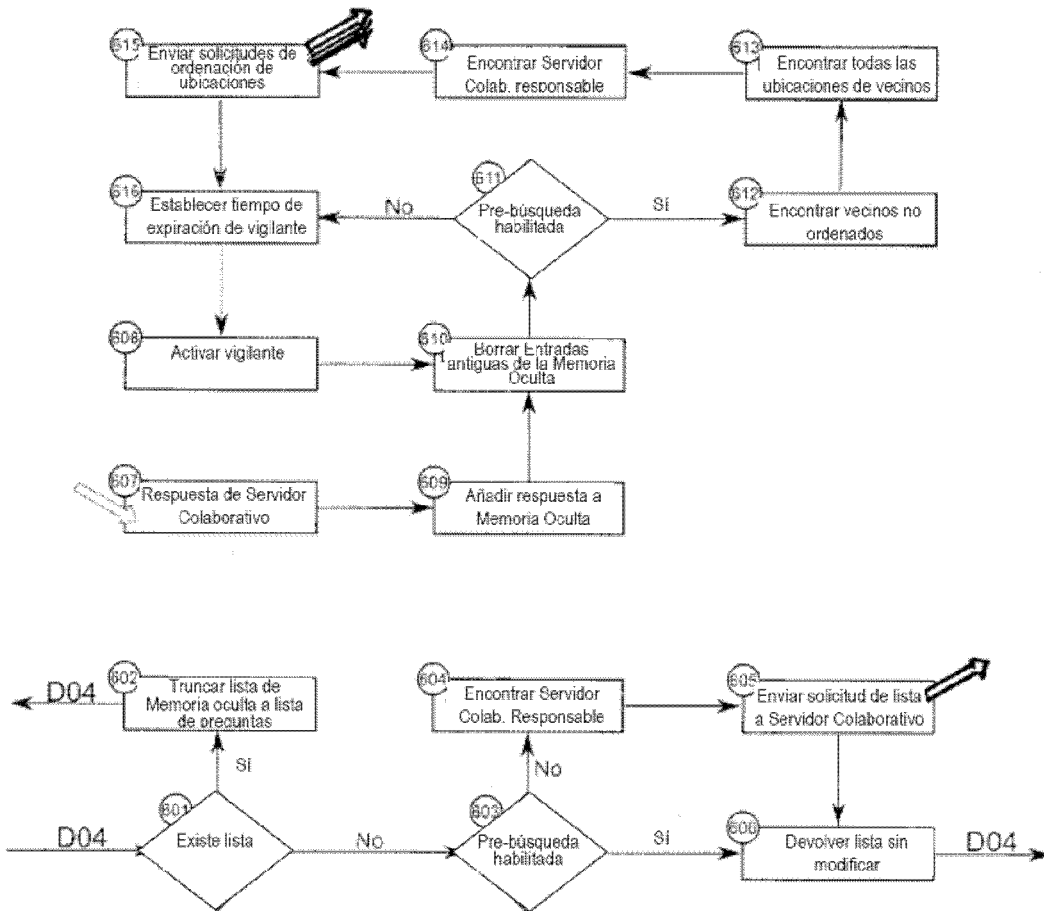 615
Enviar solicitudes de
ordenación de
ubicaciones
614
Encontrar Servidor
Colab. responsable
613
Encontrar todas las
ubicaciones de vecinos
616
Establecer tiempo de
expiración de vigilante
No
611
Pre-búsqueda
habilitada
Sí
612
Encontrar vecinos no
ordenados
608
Activar vigilante
610
Borrar Entradas
antiguas de la Memoria
Oculta
607
Respuesta de Servidor
Colaborativo
609
Añadir respuesta a
Memoria Oculta
D04
602
Truncar lista de
Memoria oculta a lista
de preguntas
604
Encontrar Servidor
Colab. Responsable
605
Enviar solicitud de lista
a Servidor Colaborativo
Sí
No
D04
601
Existe lista
No
603
Pre-búsqueda
habilitada
Sí
600
Devolver lista sin
modificar
D04